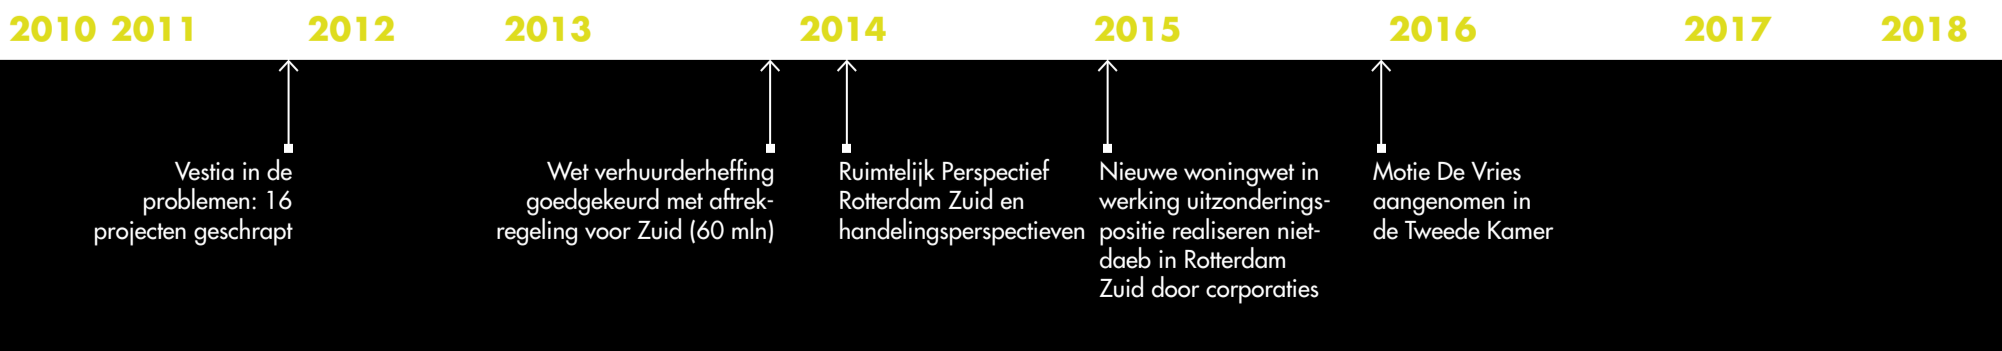 2010 2011 2012 2013 2014 2015 2016 2017 2018
Vestia in de
problemen: 16
projecten geschrapt
Wet verhuurderheffing
goedgekeurd met aftrek-
regeling voor Zuid (60 mln)
Ruimtelijk Perspectief
Rotterdam Zuid en
handelingsperspectieven
Nieuwe woningwet in
werking uitzonderings-
positie realiseren niet-
daeb in Rotterdam
Zuid door corporaties
Motie De Vries
aangenomen in
de Tweede Kamer